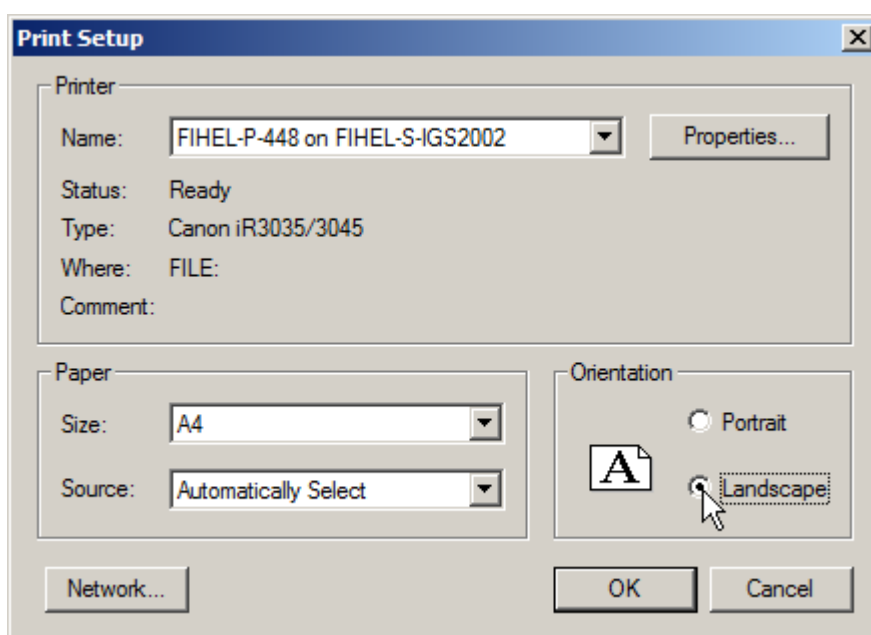 Print Setup
Printer
Name: FIHEL-P-448 on FIHEL-S-IGS2002 Properties...
Status: Ready
Type: Canon iR3035/3045
Where: FILE:
Comment:
Paper
Size: A4
Source: Automatically Select
Orientation
Portrait
A
Landscape
Network... OK Cancel